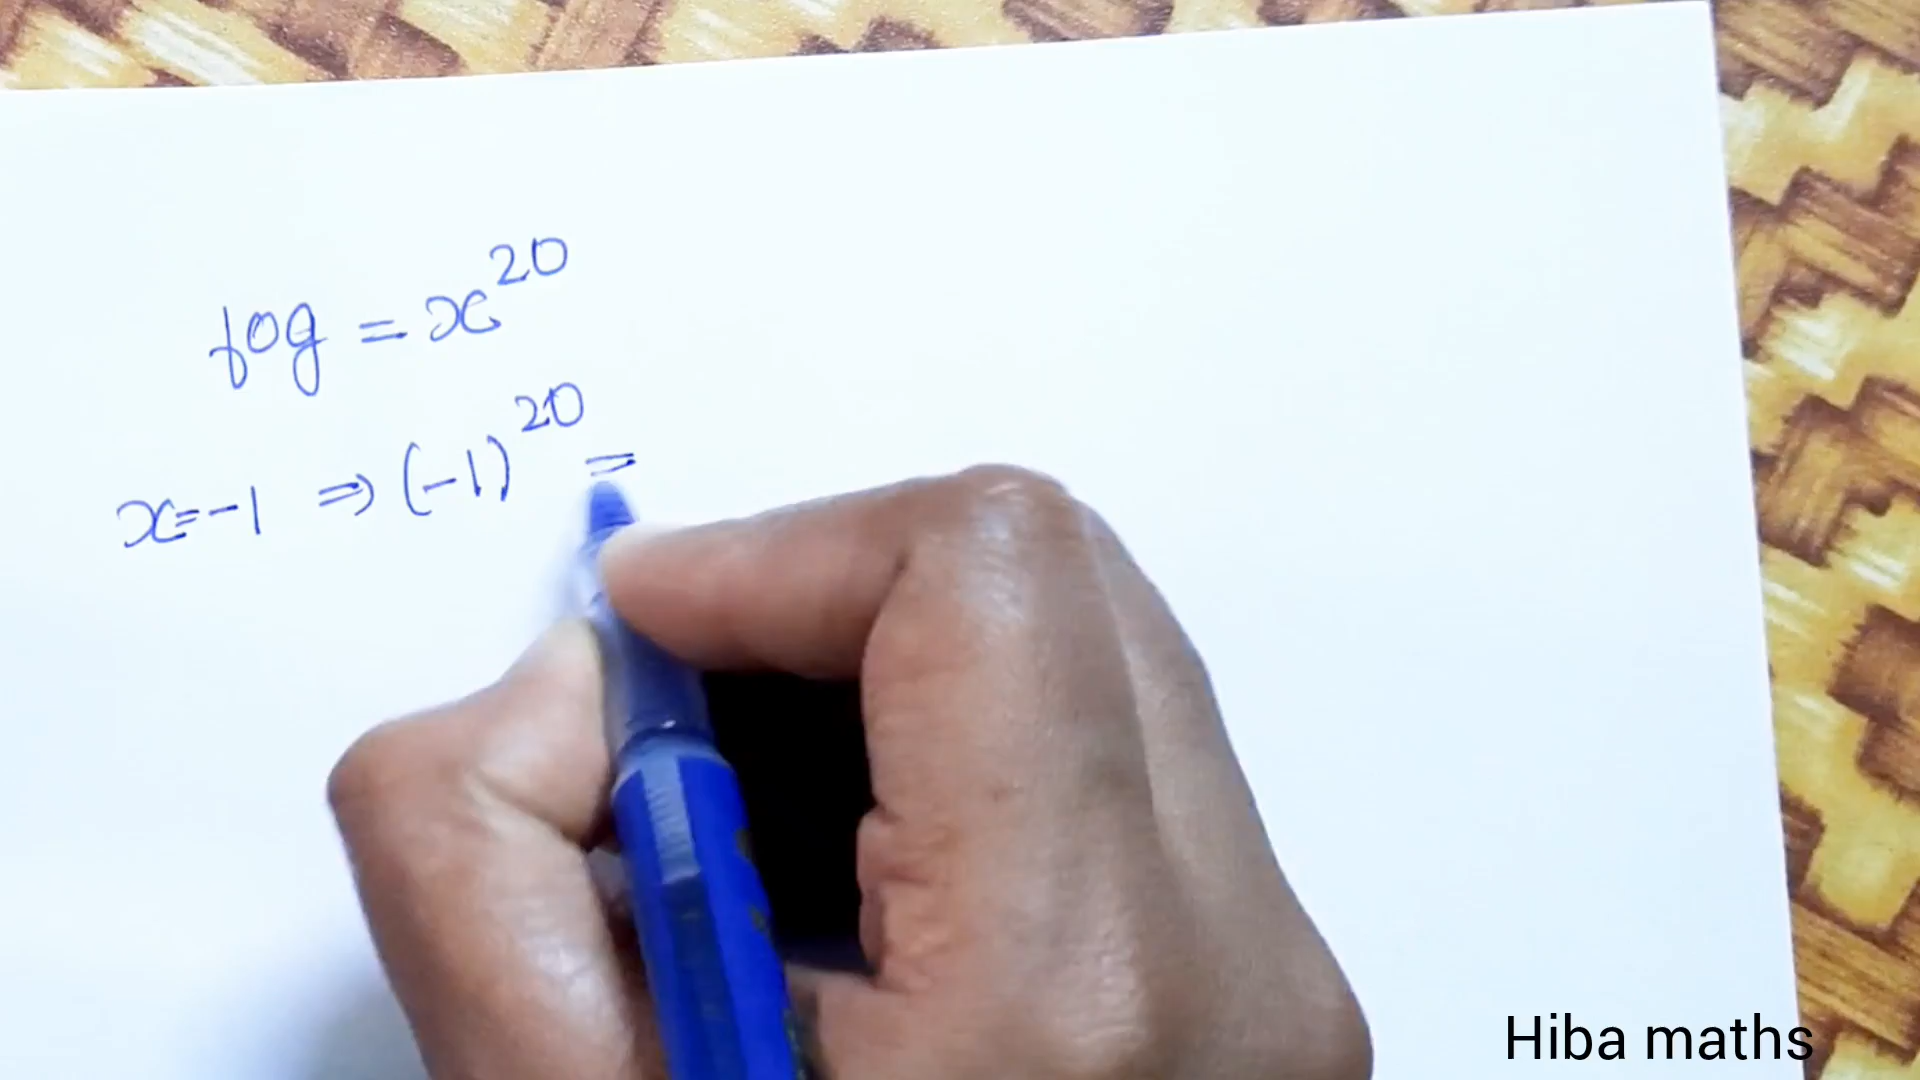 fog = x^20
x=-1 ⇒ (-1)^20 =
Hiba maths